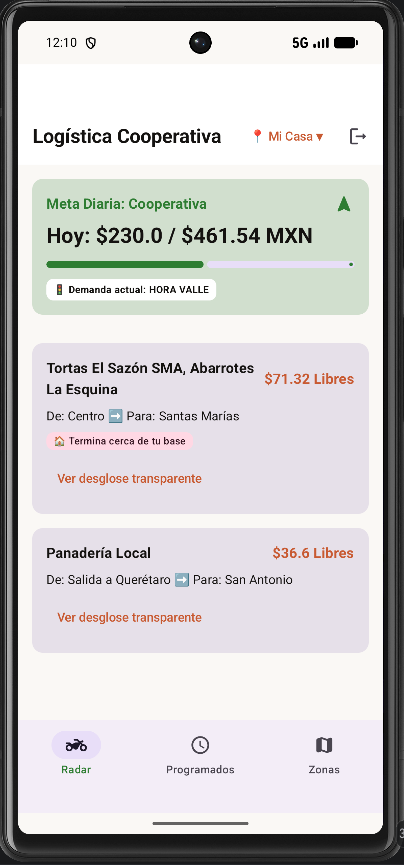 12:10 5G
Logística Cooperativa 📍 Mi Casa ▾
Meta Diaria: Cooperativa
Hoy: $230.0 / $461.54 MXN
🚦 Demanda actual: HORA VALLE
Tortas El Sazón SMA, Abarrotes
La Esquina
$71.32 Libres
De: Centro ➡️ Para: Santas Marías
🏠 Termina cerca de tu base
Ver desglose transparente
Panadería Local $36.6 Libres
De: Salida a Querétaro ➡️ Para: San Antonio
Ver desglose transparente
Radar Programados Zonas